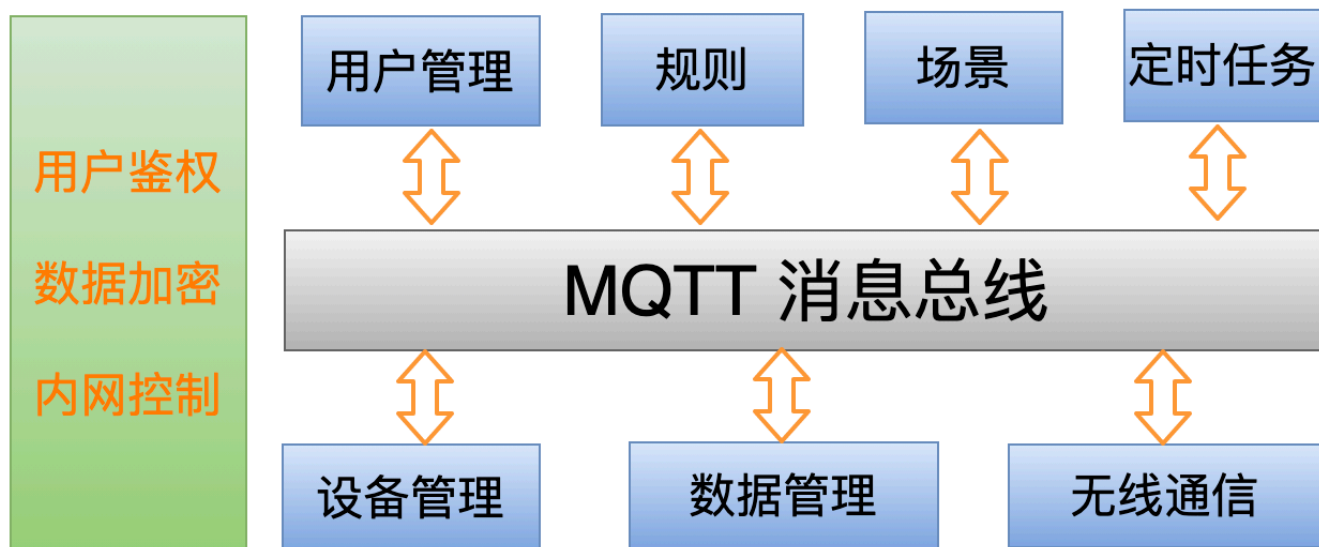 用户管理
规则
场景
定时任务
用户鉴权
数据加密
内网控制
MQTT 消息总线
设备管理
数据管理
无线通信